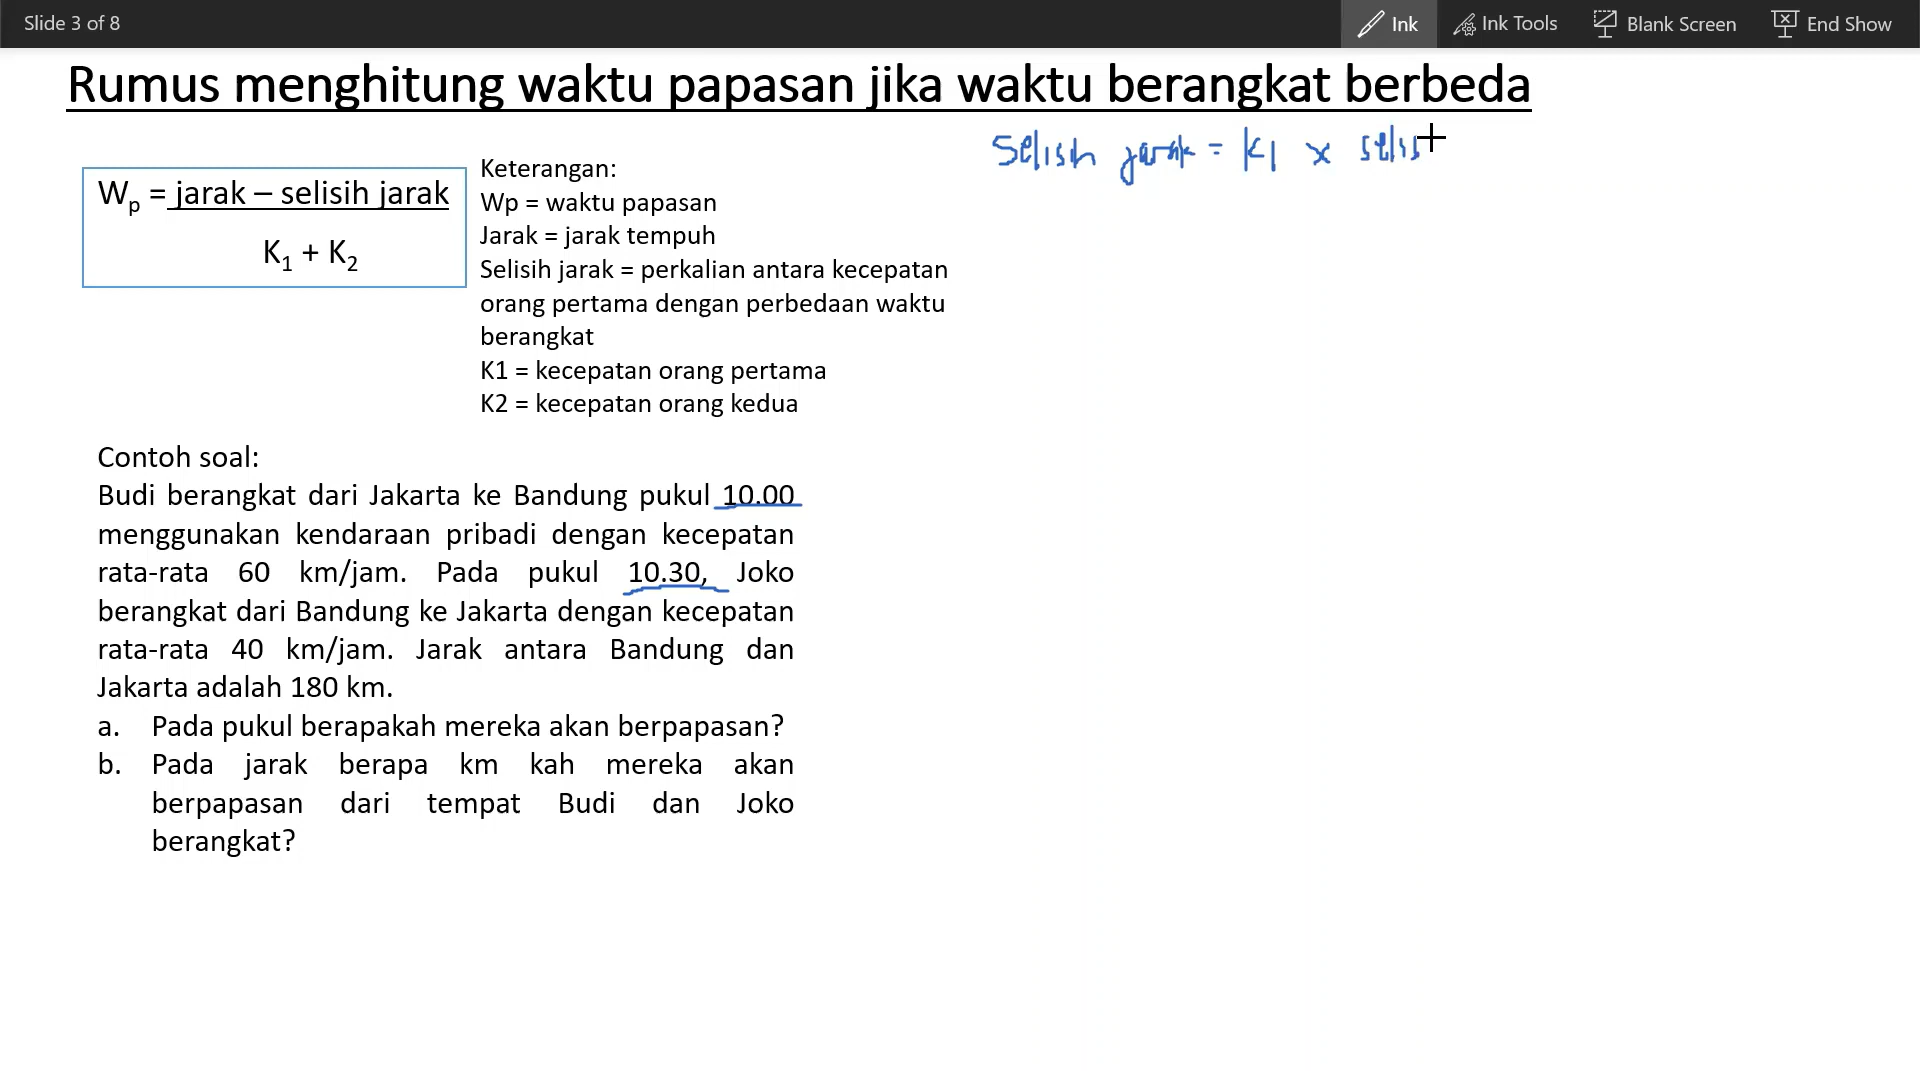 Slide 3 of 8
Ink
Ink Tools
Blank Screen
End Show
Rumus menghitung waktu papasan jika waktu berangkat berbeda
Selisih jarak = K1 x selis
Wp = jarak – selisih jarak
K1 + K2
Keterangan:
Wp = waktu papasan
Jarak = jarak tempuh
Selisih jarak = perkalian antara kecepatan
orang pertama dengan perbedaan waktu
berangkat
K1 = kecepatan orang pertama
K2 = kecepatan orang kedua
Contoh soal:
Budi berangkat dari Jakarta ke Bandung pukul 10.00
menggunakan kendaraan pribadi dengan kecepatan
rata-rata 60 km/jam. Pada pukul 10.30, Joko
berangkat dari Bandung ke Jakarta dengan kecepatan
rata-rata 40 km/jam. Jarak antara Bandung dan
Jakarta adalah 180 km.
a. Pada pukul berapakah mereka akan berpapasan?
b. Pada jarak berapa km kah mereka akan
berpapasan dari tempat Budi dan Joko
berangkat?